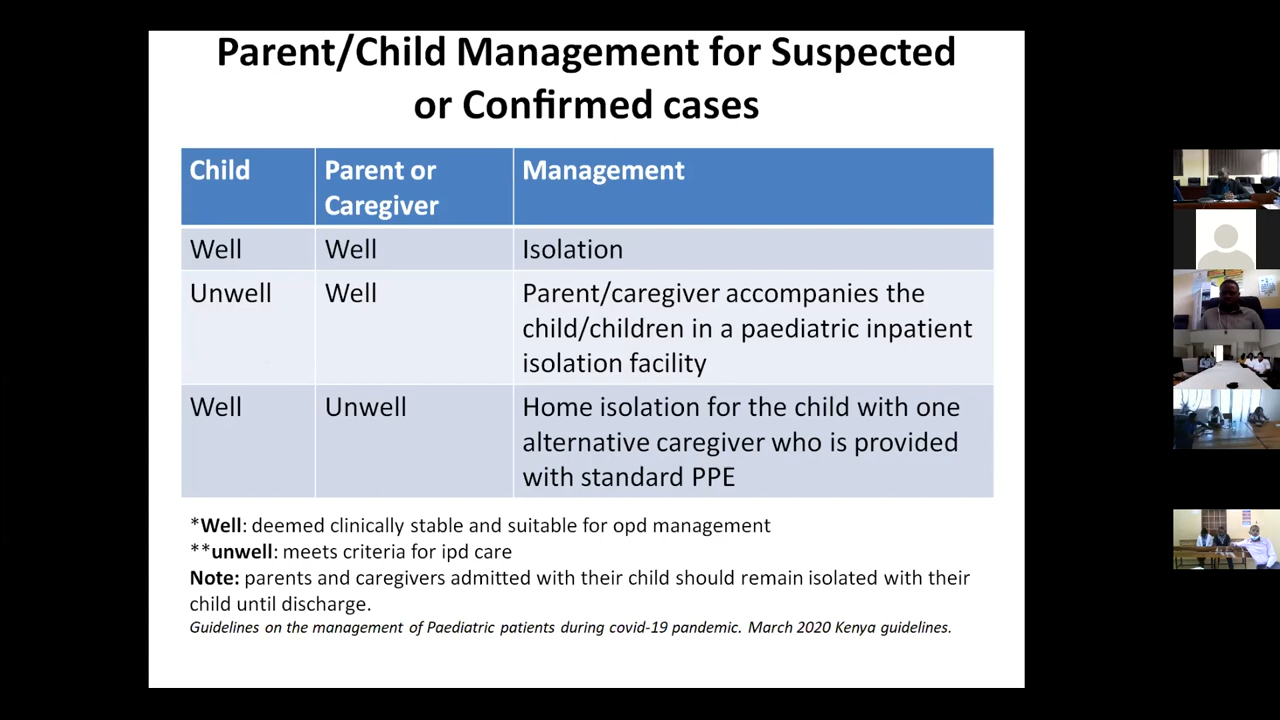 Parent/Child Management for Suspected
or Confirmed cases
Child
Parent or
Caregiver
Management
Well
Well
Isolation
Unwell
Well
Parent/caregiver accompanies the
child/children in a paediatric inpatient
isolation facility
Well
Unwell
Home isolation for the child with one
alternative caregiver who is provided
with standard PPE
*Well: deemed clinically stable and suitable for opd management
**unwell: meets criteria for ipd care
Note: parents and caregivers admitted with their child should remain isolated with their
child until discharge.
Guidelines on the management of Paediatric patients during covid-19 pandemic. March 2020 Kenya guidelines.